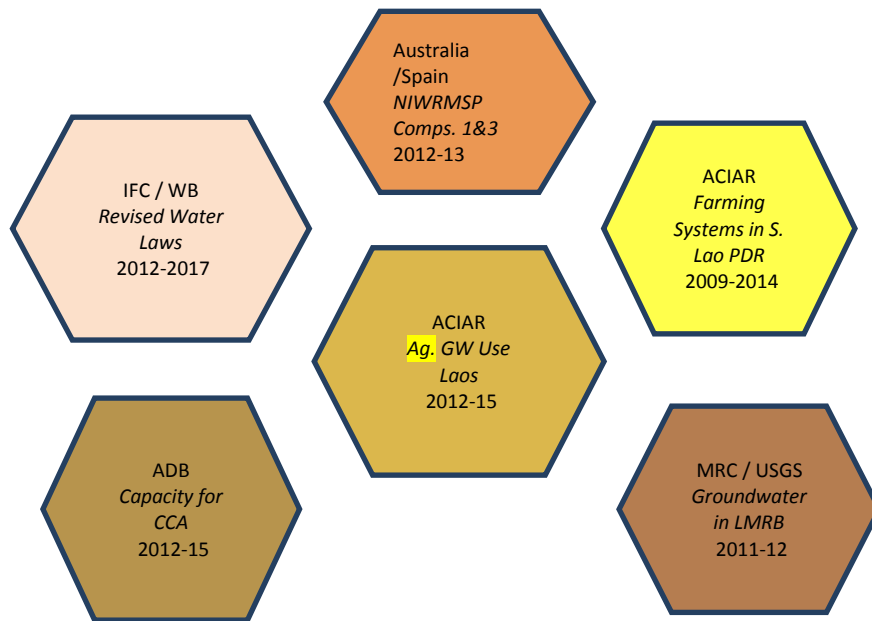 Australia
/Spain
NIWRMSP
Comps. 1&3
2012-13
IFC / WB
Revised Water
Laws
2012-2017
ACIAR
Farming
Systems in S.
Lao PDR
2009-2014
ACIAR
Ag. GW Use
Laos
2012-15
ADB
Capacity for
CCA
2012-15
MRC / USGS
Groundwater
in LMRB
2011-12